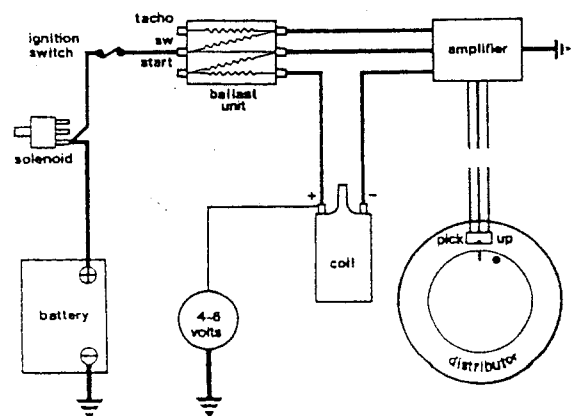 tacho
ignition
switch
sw
start
ballast
unit
amplifier
solenoid
+
−
pick up
coil
battery
4-6
volts
distributor